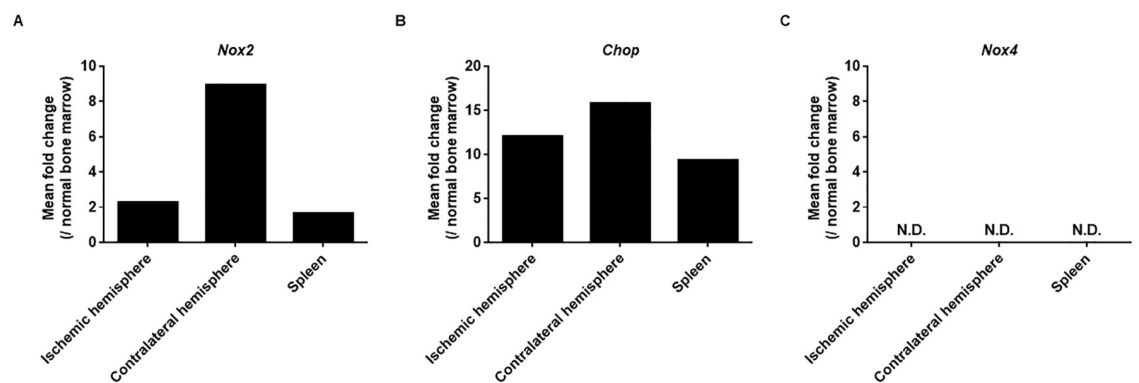 A
Nox2
Mean fold change
(/ normal bone marrow)
10
8
6
4
2
0
Ischemic hemisphere
Contralateral hemisphere
Spleen
B
Chop
Mean fold change
(/ normal bone marrow)
20
15
10
5
0
Ischemic hemisphere
Contralateral hemisphere
Spleen
C
Nox4
Mean fold change
(/ normal bone marrow)
10
8
6
4
2
0
N.D.
N.D.
N.D.
Ischemic hemisphere
Contralateral hemisphere
Spleen